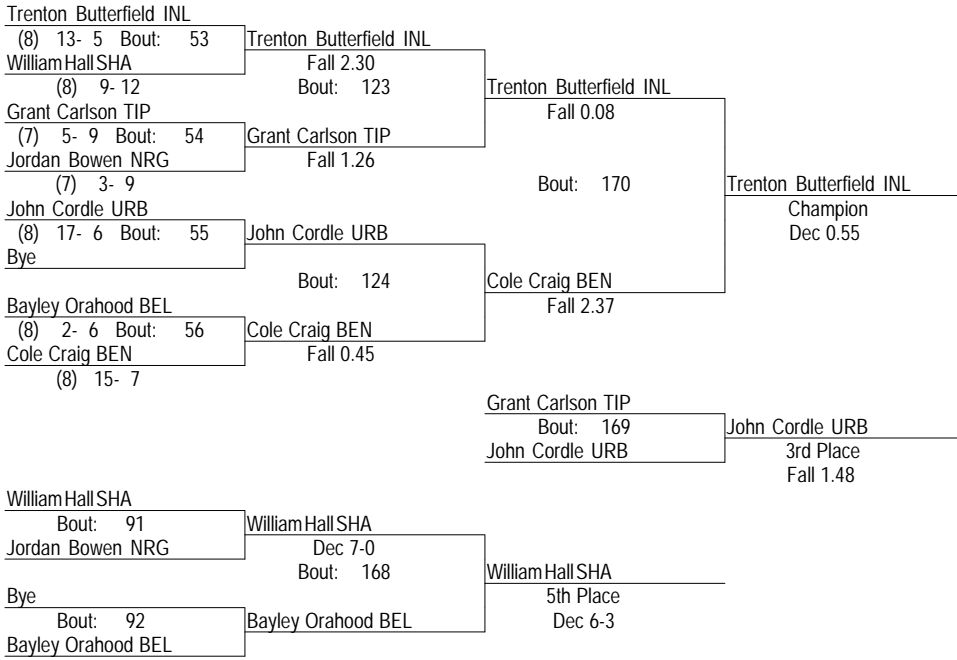 Trenton Butterfield INL
(8) 13- 5 Bout: 53
William Hall SHA
(8) 9- 12
Grant Carlson TIP
(7) 5- 9 Bout: 54
Jordan Bowen NRG
(7) 3- 9
John Cordle URB
(8) 17- 6 Bout: 55
Bye
Bayley Orahood BEL
(8) 2- 6 Bout: 56
Cole Craig BEN
(8) 15- 7
Trenton Butterfield INL
Fall 2.30
Bout: 123
Grant Carlson TIP
Fall 1.26
John Cordle URB
Bout: 124
Cole Craig BEN
Fall 0.45
Trenton Butterfield INL
Fall 0.08
Bout: 170
Cole Craig BEN
Fall 2.37
Trenton Butterfield INL
Champion
Dec 0.55
Grant Carlson TIP
Bout: 169
John Cordle URB
John Cordle URB
3rd Place
Fall 1.48
William Hall SHA
Bout: 91
Jordan Bowen NRG
Bye
Bout: 92
Bayley Orahood BEL
William Hall SHA
Dec 7-0
Bout: 168
Bayley Orahood BEL
William Hall SHA
5th Place
Dec 6-3